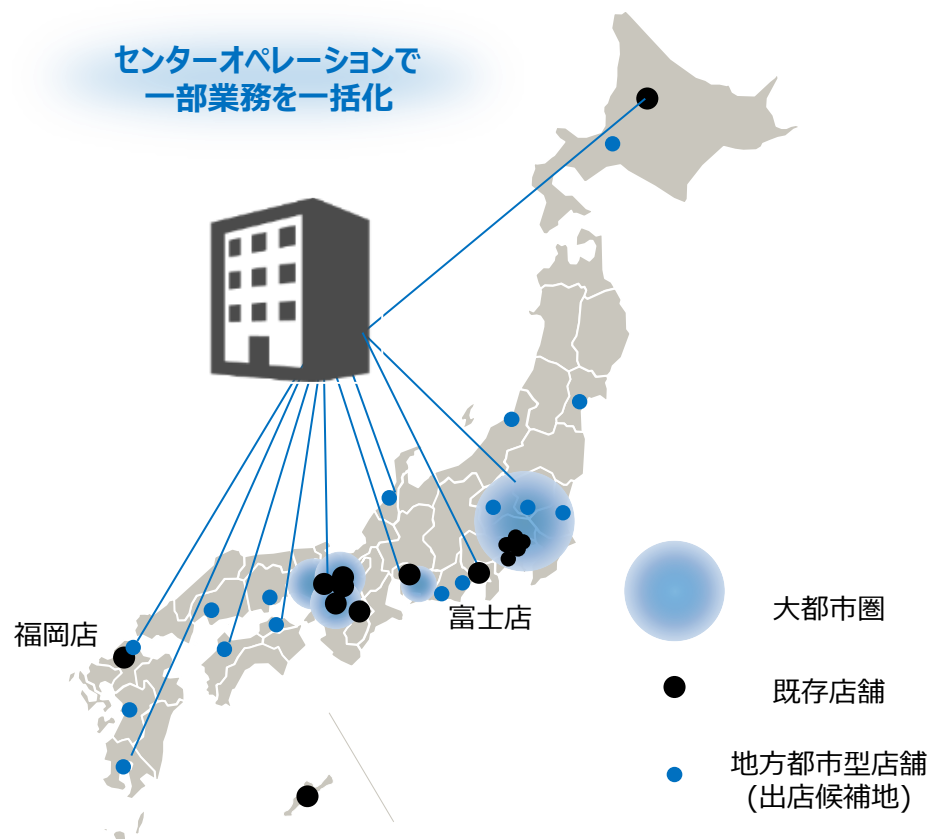 センターオペレーションで
一部業務を一括化
福岡店
富士店
大都市圏
既存店舗
地方都市型店舗
(出店候補地)